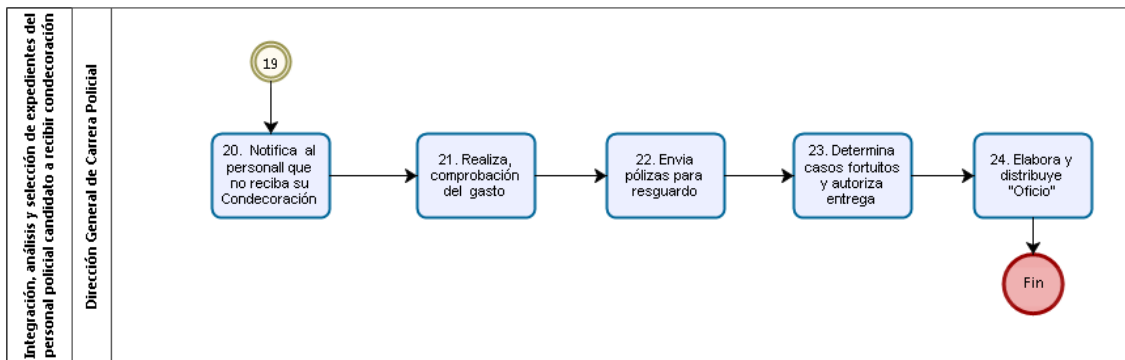 Integración, análisis y selección de expedientes del
personal policial candidato a recibir condecoración
Dirección General de Carrera Policial
19
20. Notifica al
personall que
no reciba su
Condecoración
21. Realiza,
comprobación
del gasto
22. Envia
pólizas para
resguardo
23. Determina
casos fortuitos
y autoriza
entrega
24. Elabora y
distribuye
"Oficio"
Fin